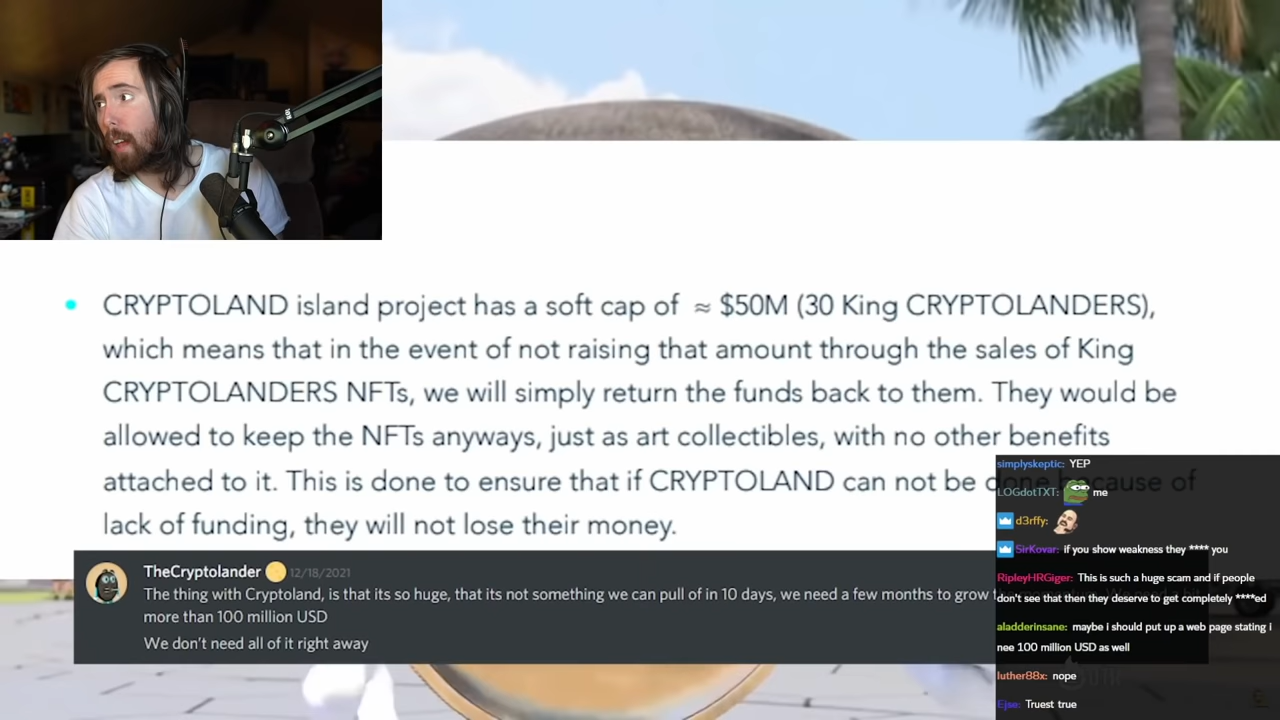 CRYPTOLAND island project has a soft cap of ≈ $50M (30 King CRYPTOLANDERS),
which means that in the event of not raising that amount through the sales of King
CRYPTOLANDERS NFTs, we will simply return the funds back to them. They would be
allowed to keep the NFTs anyways, just as art collectibles, with no other benefits
attached to it. This is done to ensure that if CRYPTOLAND can not be done because of
lack of funding, they will not lose their money.
TheCryptolander 12/18/2021
The thing with Cryptoland, is that its so huge, that its not something we can pull of in 10 days, we need a few months to grow
more than 100 million USD
We don't need all of it right away
simplyskeptic: YEP
LOGdotTXT: me
d3rffy:
SirKovar: if you show weakness they **** you
RipleyHRGiger: This is such a huge scam and if people
don't see that then they deserve to get completely ****ed
aladderinsane: maybe i should put up a web page stating i
nee 100 million USD as well
luther88x: nope
Ejse: Truest true